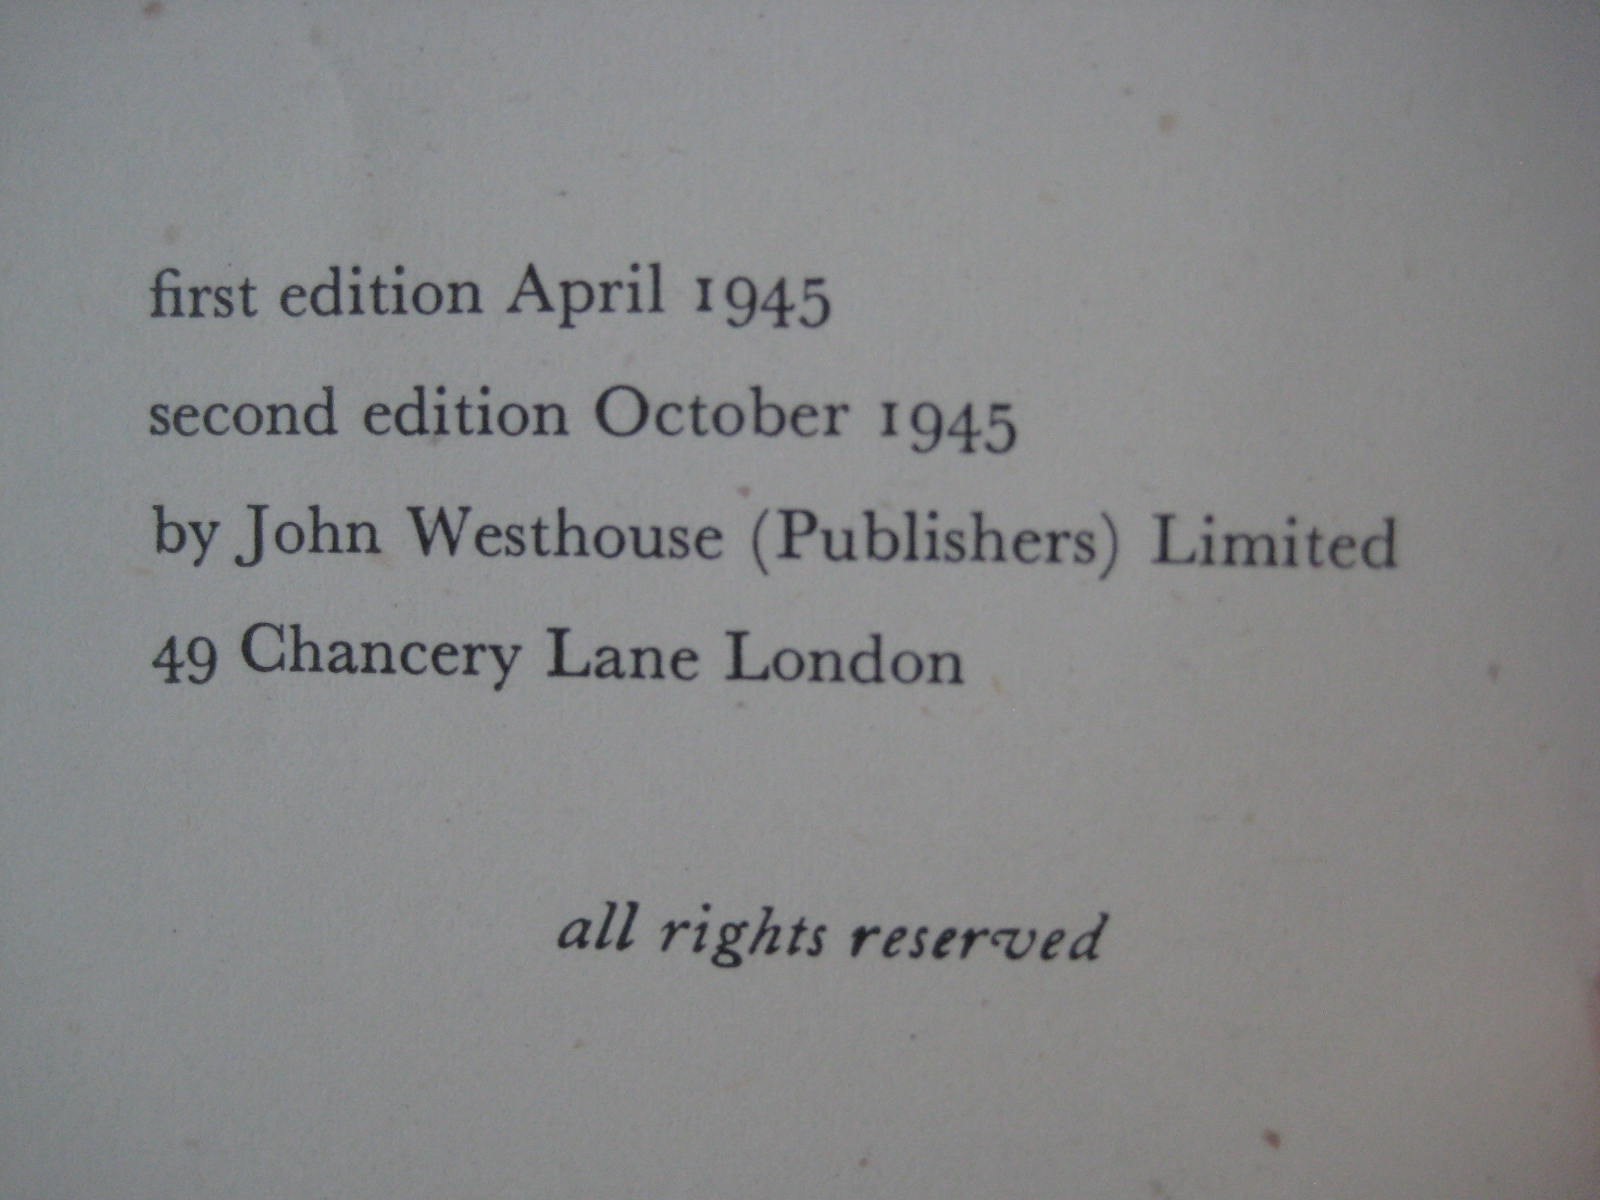 first edition April 1945
second edition October 1945
by John Westhouse (Publishers) Limited
49 Chancery Lane London
all rights reserved